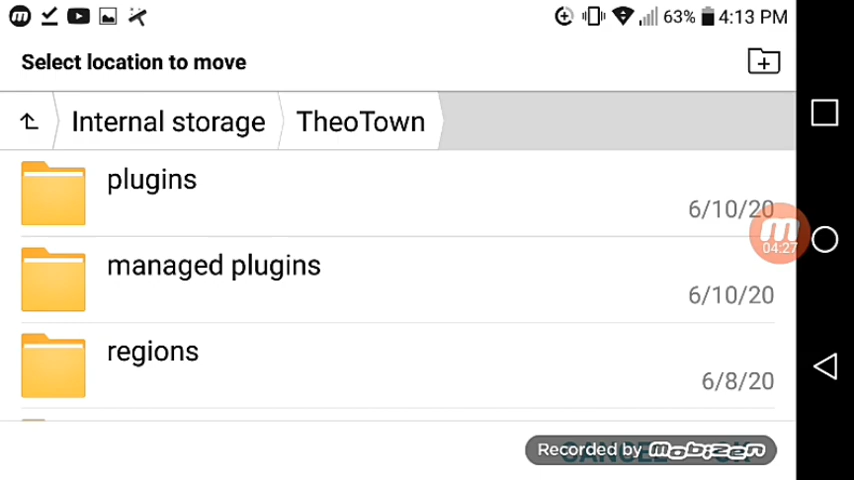 63% 4:13 PM
Select location to move
Internal storage TheoTown
plugins
6/10/20
managed plugins
6/10/20
04:27
regions
6/8/20
Recorded by mobizen